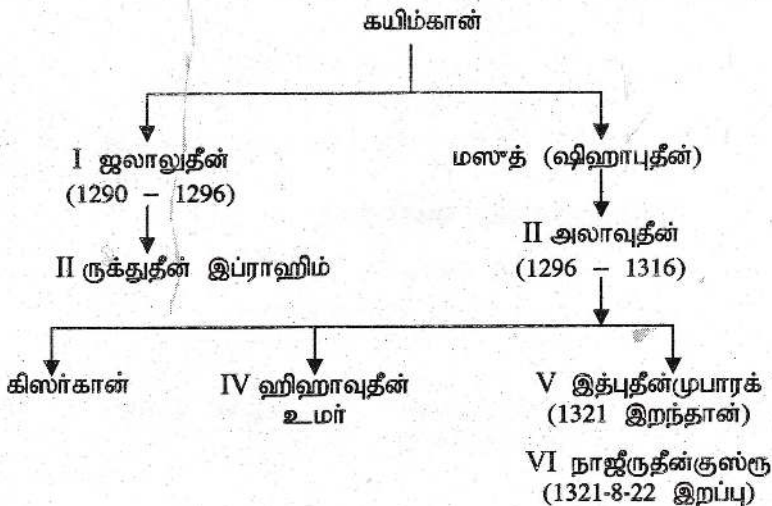 கயிம்கான்
I ஜலாலுதீன்
(1290 – 1296)
மஸுத் (ஷிஹாபுதீன்)
II ருக்துதீன் இப்ராஹிம்
II அலாவுதீன்
(1296 – 1316)
கிஸர்கான்
IV ஹிஹாவுதீன்
உமர்
V இத்புதீன்முபாரக்
(1321 இறந்தான்)
VI நாஜீருதீன்குஸ்ரூ
(1321-8-22 இறப்பு)